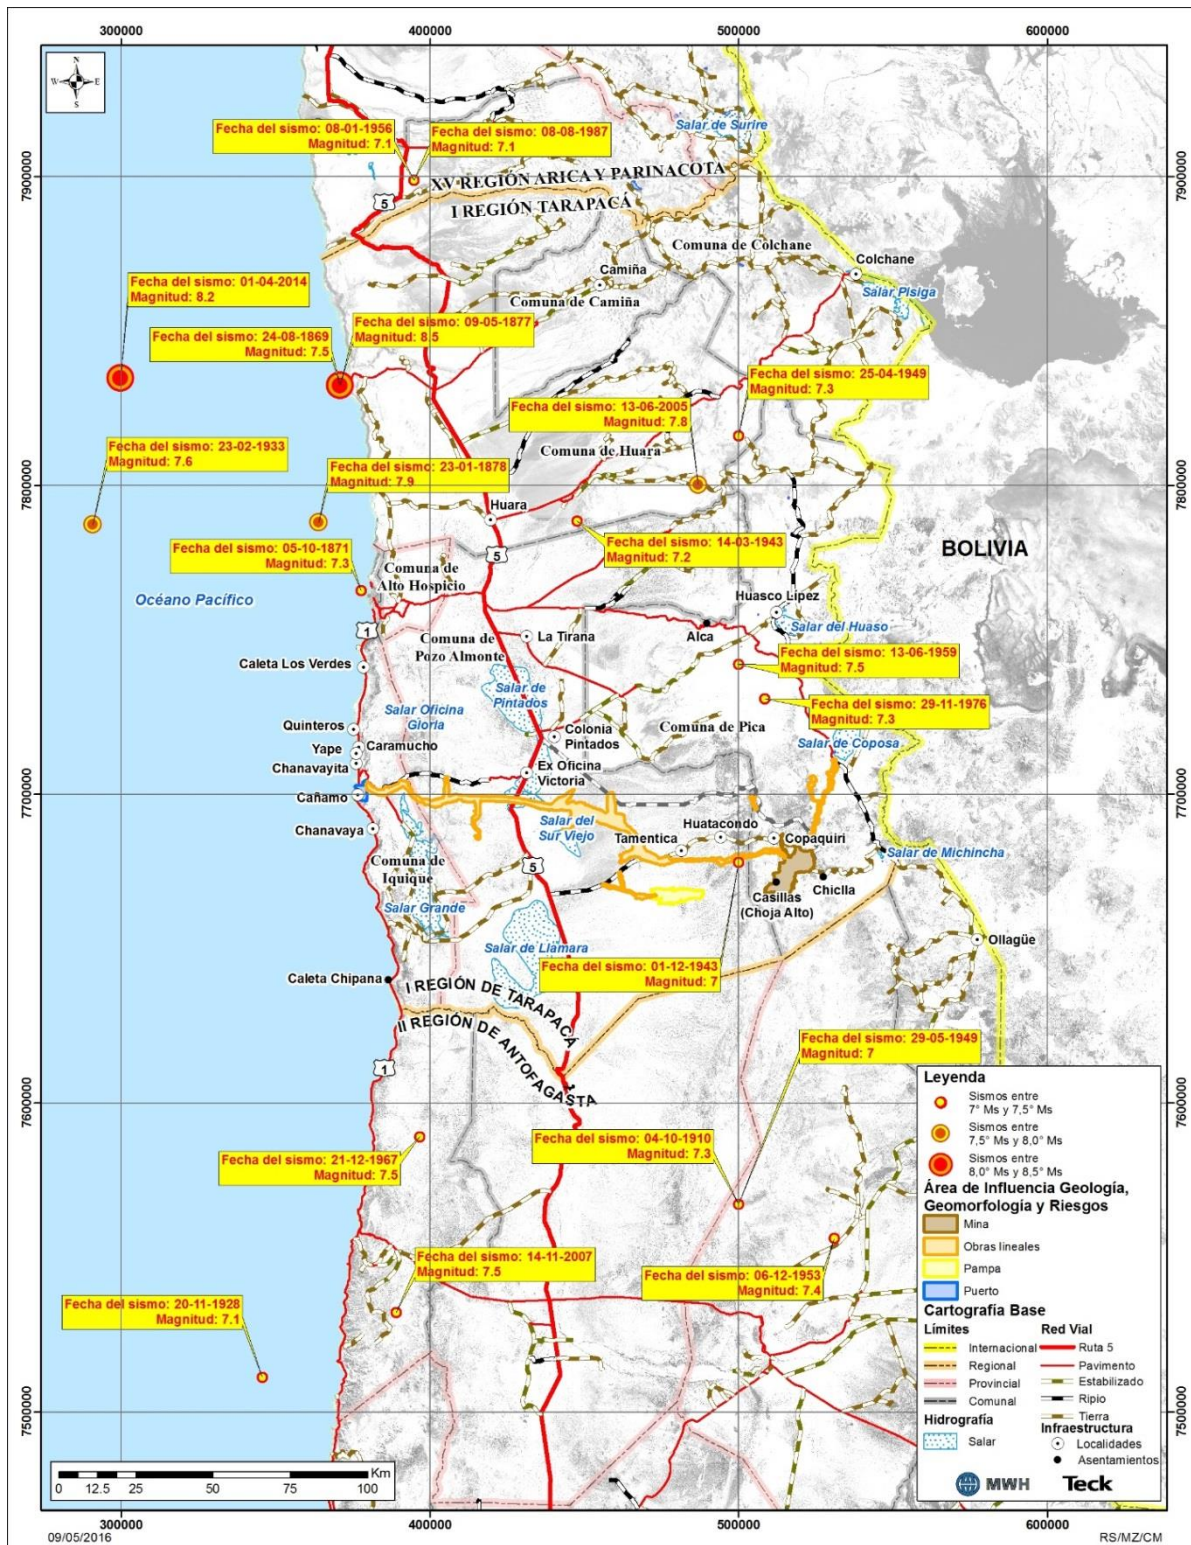 300000
400000
500000
600000
N
W
E
S
Salar de Surire
Fecha del sismo: 08-01-1956
Magnitud: 7.1
Fecha del sismo: 08-08-1987
Magnitud: 7.1
7900000
7900000
XV REGIÓN ARICA Y PARINACOTA
I REGIÓN TARAPACÁ
5
Comuna de Colchane
Colchane
Camiña
Comuna de Camiña
Salar Pisiga
Fecha del sismo: 01-04-2014
Magnitud: 8.2
Fecha del sismo: 24-08-1869
Magnitud: 7.5
Fecha del sismo: 09-05-1877
Magnitud: 8.5
Fecha del sismo: 25-04-1949
Magnitud: 7.3
Fecha del sismo: 13-06-2005
Magnitud: 7.8
Fecha del sismo: 23-02-1933
Magnitud: 7.6
Fecha del sismo: 23-01-1878
Magnitud: 7.9
Comuna de Huara
7800000
7800000
Huara
Fecha del sismo: 14-03-1943
Magnitud: 7.2
Fecha del sismo: 05-10-1871
Magnitud: 7.3
5
BOLIVIA
Comuna de
Alto Hospicio
Océano Pacífico
Huasco Lipez
Salar del Huaso
1
Comuna de
Pozo Almonte
La Tirana
Alca
Caleta Los Verdes
Fecha del sismo: 13-06-1959
Magnitud: 7.5
Salar de
Pintados
Fecha del sismo: 29-11-1976
Magnitud: 7.3
Salar Oficina
Gloria
Quinteros
Colonia
Pintados
Comuna de Pica
Salar de Coposa
Yape
Caramucho
Chanavayita
Ex Oficina
Victoria
7700000
7700000
Cañamo
Chanavaya
Salar del
Sur Viejo
Huatacondo
Tamentica
Copaquiri
Salar de Michincha
Comuna de
Iquique
5
Chiclla
Casillas
(Choja Alto)
Salar Grande
Salar de Llamara
Ollagüe
Caleta Chipana
Fecha del sismo: 01-12-1943
Magnitud: 7
I REGIÓN DE TARAPACÁ
II REGIÓN DE ANTOFAGASTA
Fecha del sismo: 29-05-1949
Magnitud: 7
1
7600000
7600000
Fecha del sismo: 21-12-1967
Magnitud: 7.5
Fecha del sismo: 04-10-1910
Magnitud: 7.3
Fecha del sismo: 14-11-2007
Magnitud: 7.5
Fecha del sismo: 06-12-1953
Magnitud: 7.4
Fecha del sismo: 20-11-1928
Magnitud: 7.1
7500000
7500000
Leyenda
Sismos entre
7° Ms y 7,5° Ms
Sismos entre
7,5° Ms y 8,0° Ms
Sismos entre
8,0° Ms y 8,5° Ms
Área de Influencia Geología,
Geomorfología y Riesgos
Mina
Obras lineales
Pampa
Puerto
Cartografía Base
Límites
Internacional
Regional
Provincial
Comunal
Hidrografía
Salar
Red Vial
Ruta 5
Pavimento
Estabilizado
Ripio
Tierra
Infraestructura
Localidades
Asentamientos
MWH
Teck
Km
0 12.5 25 50 75 100
300000
400000
500000
600000
09/05/2016
RS/MZ/CM